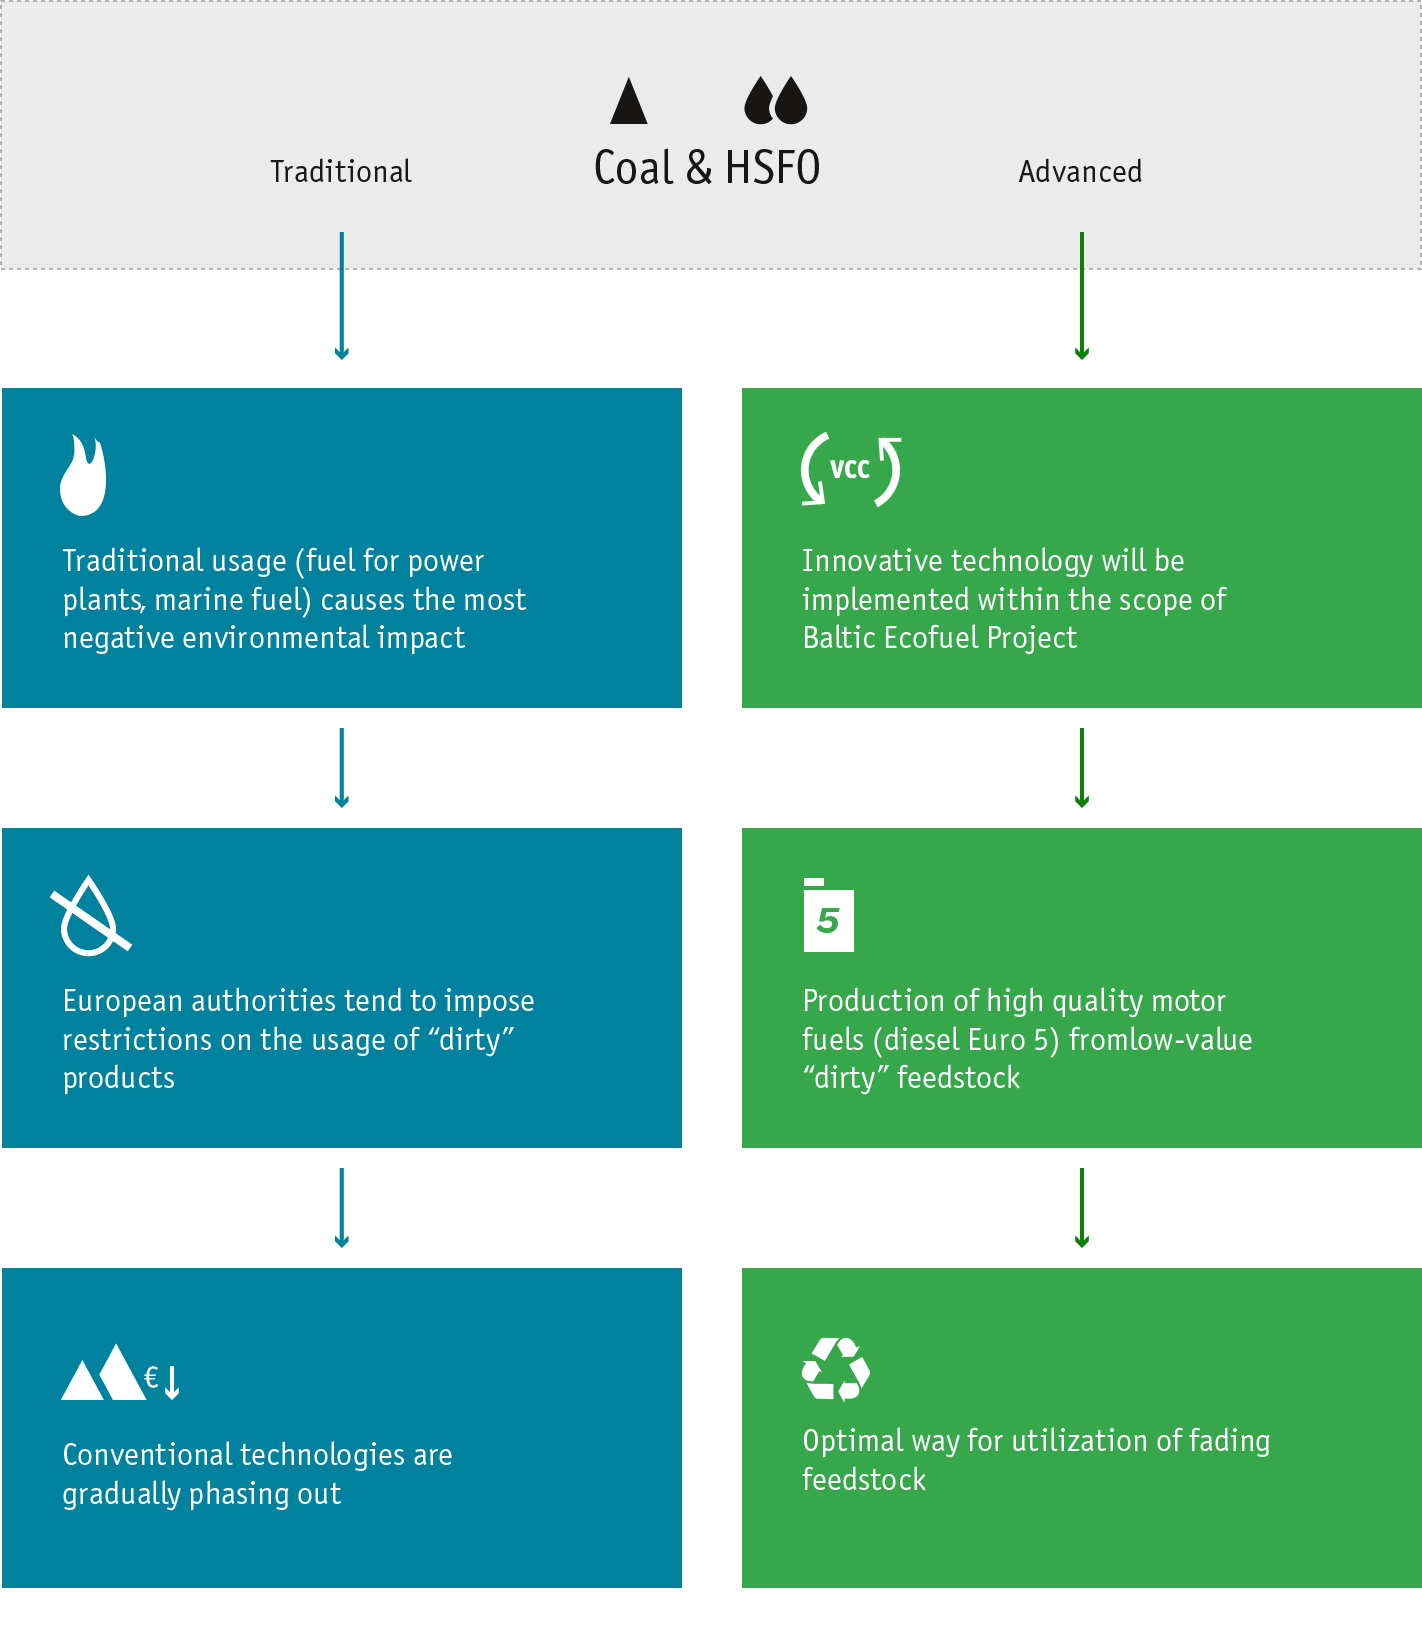 Traditional
Coal & HSFO
Advanced
Traditional usage (fuel for power
plants, marine fuel) causes the most
negative environmental impact
VCC
Innovative technology will be
implemented within the scope of
Baltic Ecofuel Project
European authorities tend to impose
restrictions on the usage of “dirty”
products
5
Production of high quality motor
fuels (diesel Euro 5) fromlow-value
“dirty” feedstock
€
Conventional technologies are
gradually phasing out
Optimal way for utilization of fading
feedstock